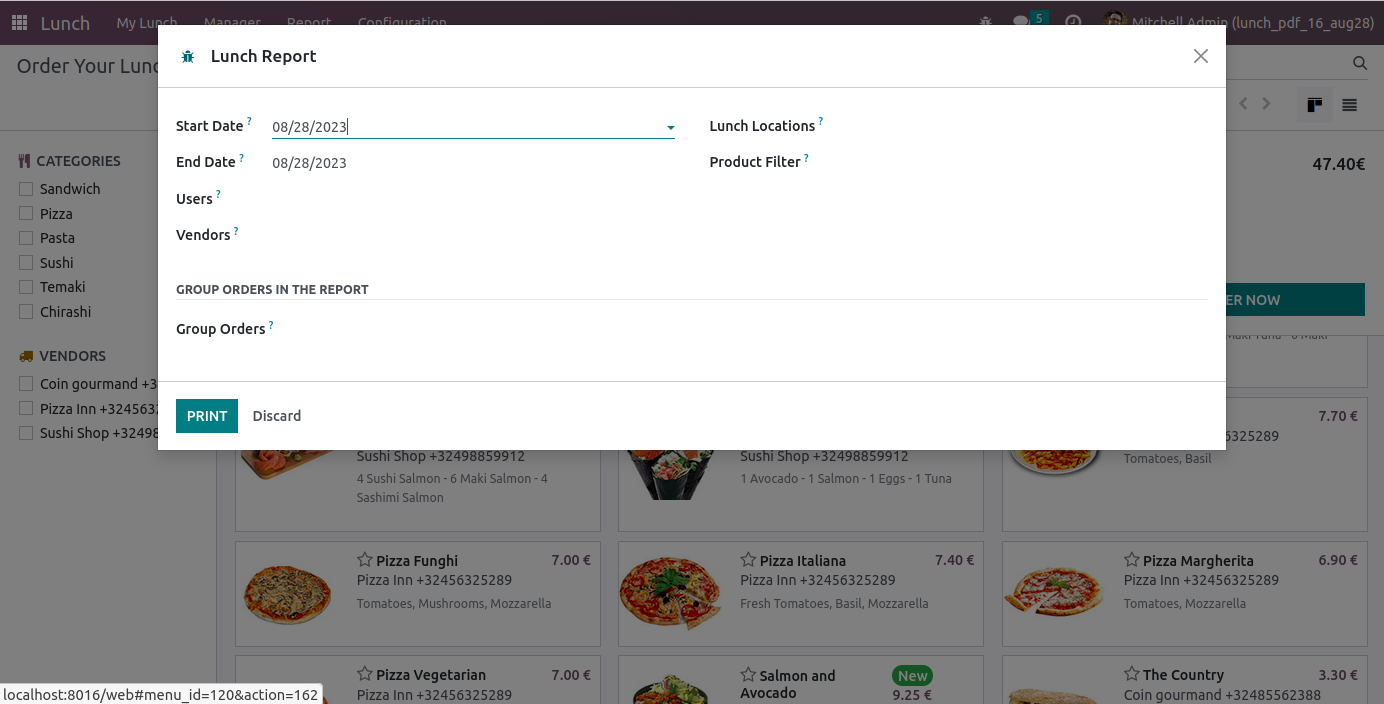 Lunch My Lunch Manager Report Configuration 5 Mitchell Admin (lunch_pdf_16_aug28)
Lunch Report
Order Your Lunc
Start Date ? 08/28/2023
Lunch Locations ?
End Date ? 08/28/2023
Product Filter ?
Users ?
Vendors ?
GROUP ORDERS IN THE REPORT
Group Orders ?
PRINT Discard
CATEGORIES
Sandwich
Pizza
Pasta
Sushi
Temaki
Chirashi
VENDORS
Coin gourmand +3
Pizza Inn +3245632
Sushi Shop +32498
47.40€
ER NOW
Sushi Shop +32498859912
4 Sushi Salmon - 6 Maki Salmon - 4
Sashimi Salmon
Sushi Shop +32498859912
1 Avocado - 1 Salmon - 1 Eggs - 1 Tuna
7.70 €
6325289
Tomatoes, Basil
Pizza Funghi 7.00 €
Pizza Inn +32456325289
Tomatoes, Mushrooms, Mozzarella
Pizza Italiana 7.40 €
Pizza Inn +32456325289
Fresh Tomatoes, Basil, Mozzarella
Pizza Margherita 6.90 €
Pizza Inn +32456325289
Tomatoes, Mozzarella
Pizza Vegetarian 7.00 €
Pizza Inn +32456325289
Salmon and New
Avocado 9.25 €
The Country 3.30 €
Coin gourmand +32485562388
localhost:8016/web#menu_id=120&action=162